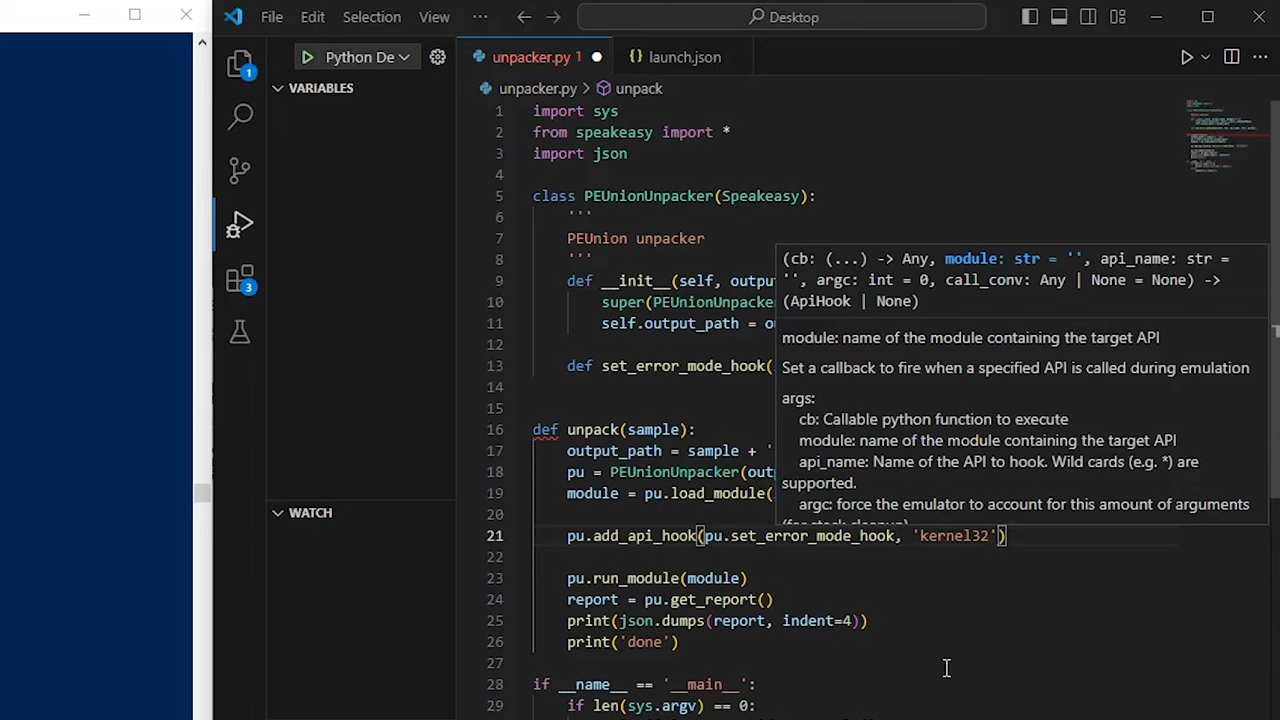 File Edit Selection View ··· Desktop
Python De
unpacker.py 1
launch.json
VARIABLES
unpacker.py > unpack
1 import sys
2 from speakeasy import *
3 import json
4
5 class PEUnionUnpacker(Speakeasy):
6 '''
7 PEUnion unpacker
8 '''
9 def __init__(self, outpu
10 super(PEUnionUnpacke
11 self.output_path = ou
12
13 def set_error_mode_hook(
14
15
16 def unpack(sample):
17 output_path = sample + '
18 pu = PEUnionUnpacker(out
19 module = pu.load_module(
20
21 pu.add_api_hook(pu.set_error_mode_hook, 'kernel32')
22
23 pu.run_module(module)
24 report = pu.get_report()
25 print(json.dumps(report, indent=4))
26 print('done')
27
28 if __name__ == '__main__':
29 if len(sys.argv) == 0:
(cb: (...) -> Any, module: str = '', api_name: str =
'', argc: int = 0, call_conv: Any | None = None) ->
(ApiHook | None)
module: name of the module containing the target API
Set a callback to fire when a specified API is called during emulation
args:
cb: Callable python function to execute
module: name of the module containing the target API
api_name: Name of the API to hook. Wild cards (e.g. *) are
supported.
argc: force the emulator to account for this amount of arguments
(for stack cleanup)
WATCH
1
3